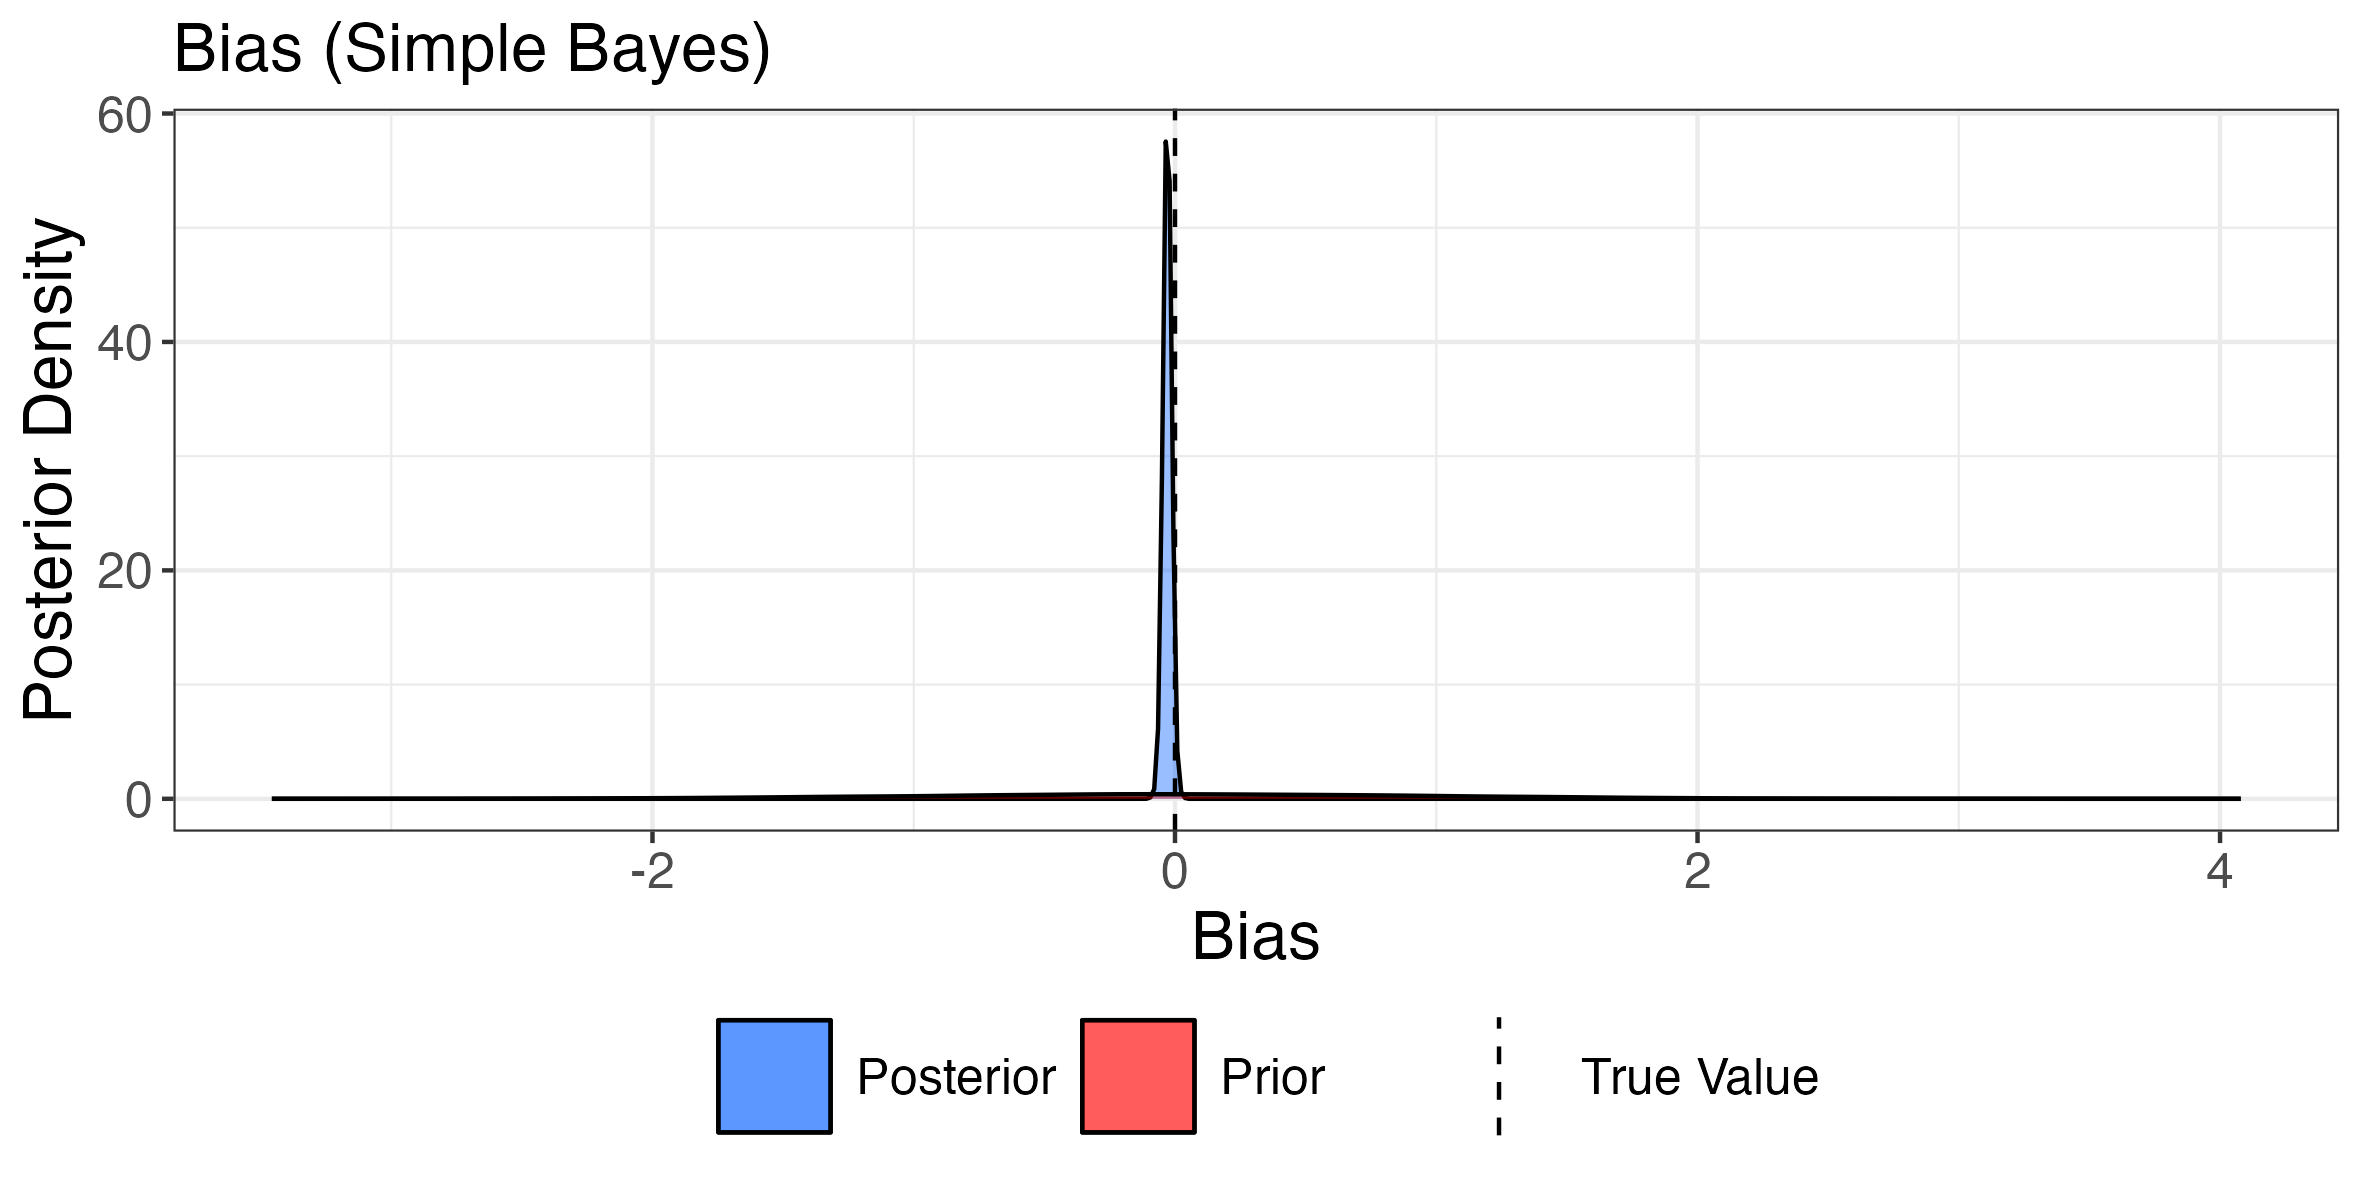 Bias (Simple Bayes)
Posterior Density
60
40
20
0
-2 0 2 4
Bias
Posterior Prior True Value